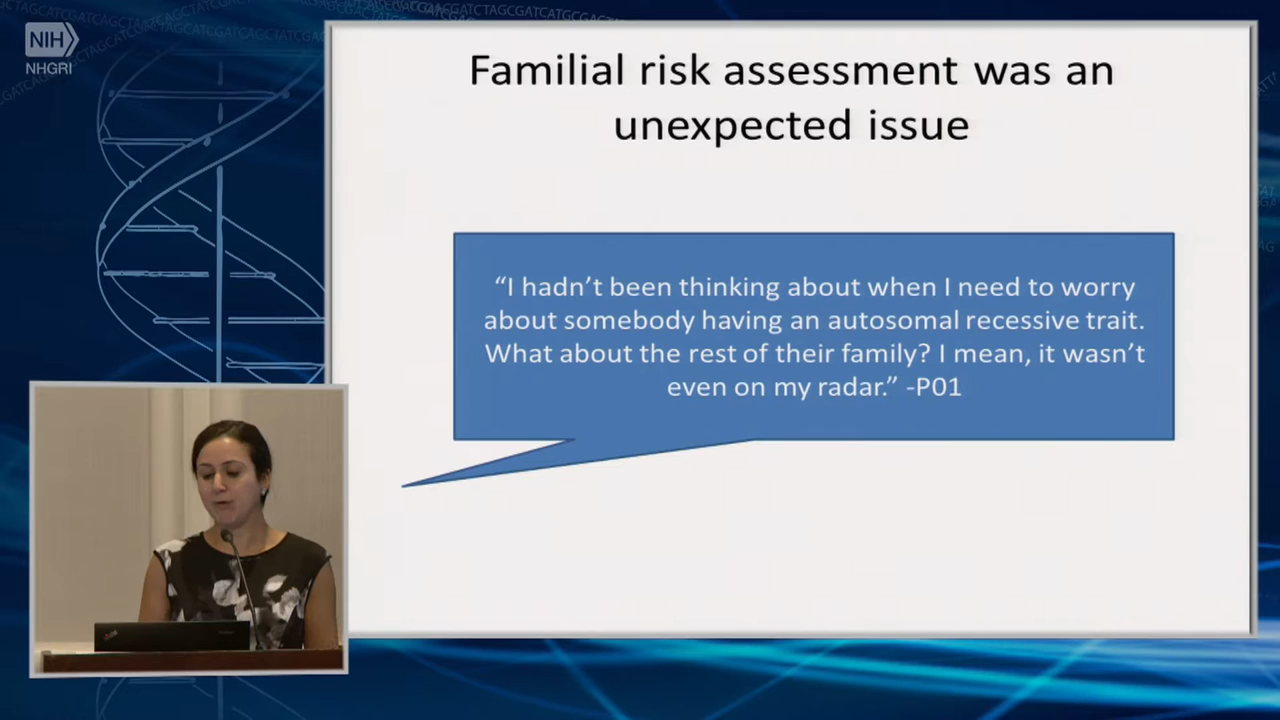 NIH
NHGRI
Familial risk assessment was an
unexpected issue
“I hadn’t been thinking about when I need to worry
about somebody having an autosomal recessive trait.
What about the rest of their family? I mean, it wasn’t
even on my radar.” -P01